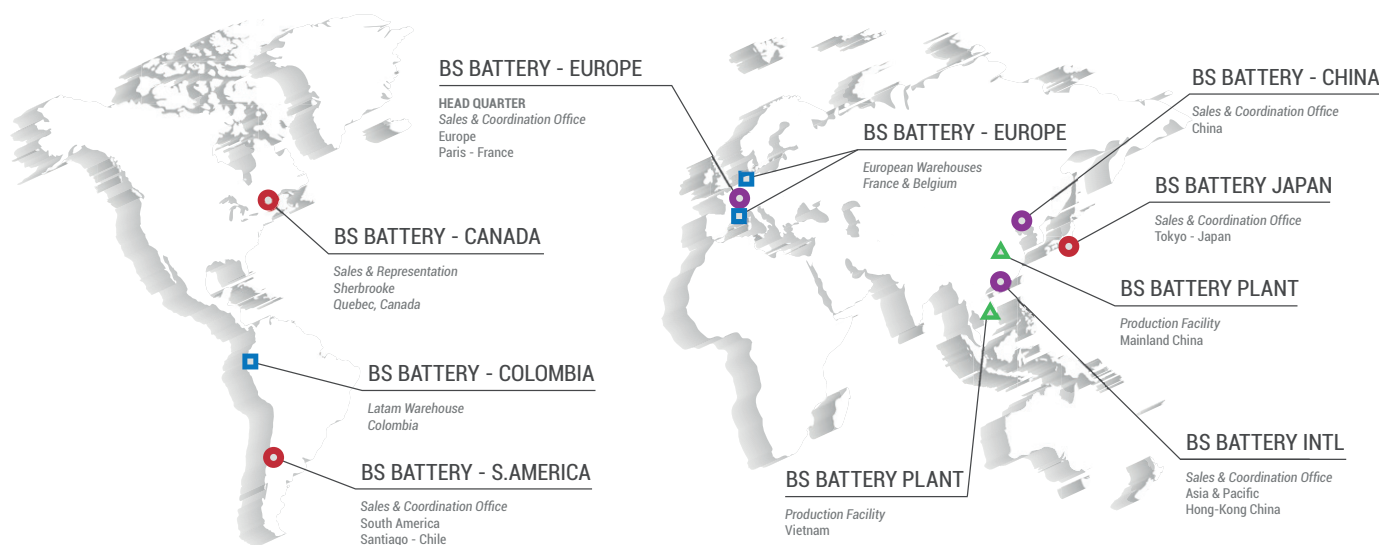 BS BATTERY - EUROPE
HEAD QUARTER
Sales & Coordination Office
Europe
Paris - France
BS BATTERY - EUROPE
European Warehouses
France & Belgium
BS BATTERY - CHINA
Sales & Coordination Office
China
BS BATTERY JAPAN
Sales & Coordination Office
Tokyo - Japan
BS BATTERY - CANADA
Sales & Representation
Sherbrooke
Quebec, Canada
BS BATTERY PLANT
Production Facility
Mainland China
BS BATTERY - COLOMBIA
Latam Warehouse
Colombia
BS BATTERY - S.AMERICA
Sales & Coordination Office
South America
Santiago - Chile
BS BATTERY PLANT
Production Facility
Vietnam
BS BATTERY INTL
Sales & Coordination Office
Asia & Pacific
Hong-Kong China